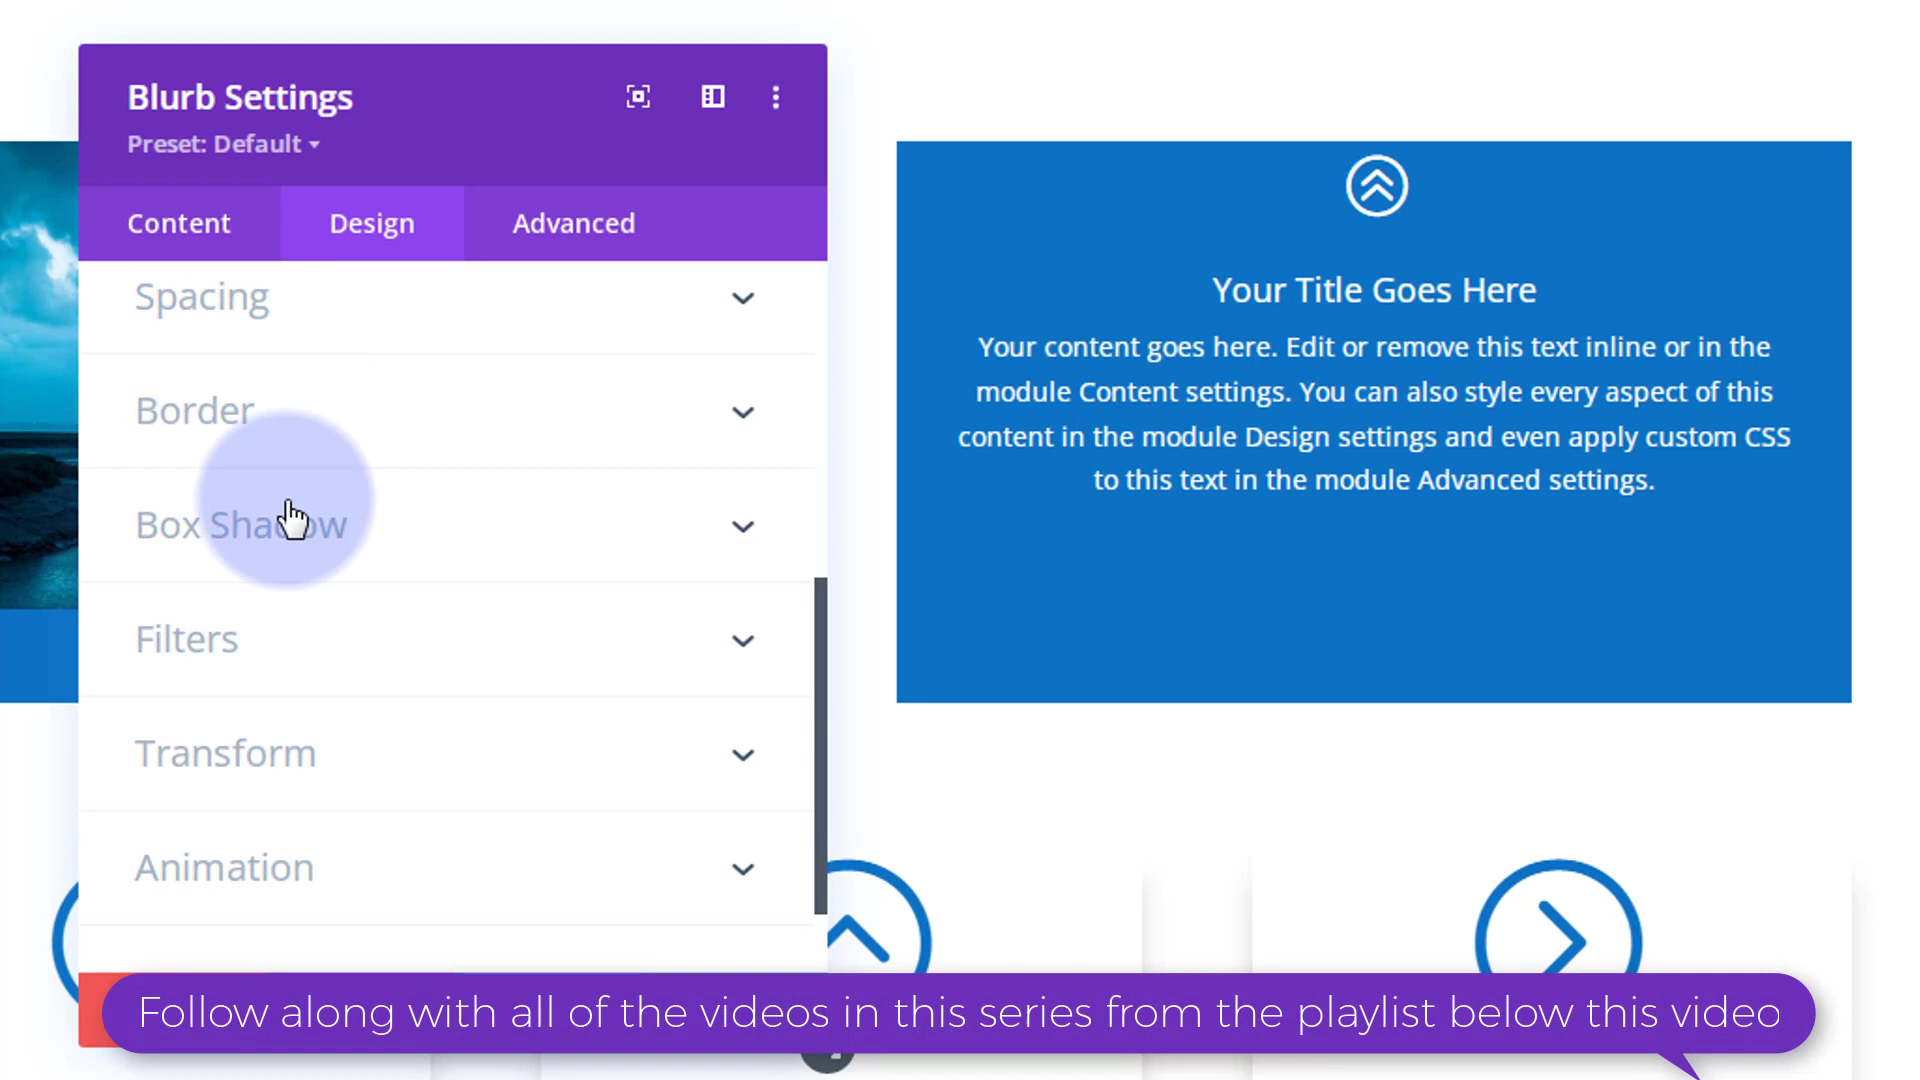 Blurb Settings
Preset: Default
Content
Design
Advanced
Spacing
Border
Box Shadow
Filters
Transform
Animation
Your Title Goes Here
Your content goes here. Edit or remove this text inline or in the
module Content settings. You can also style every aspect of this
content in the module Design settings and even apply custom CSS
to this text in the module Advanced settings.
Follow along with all of the videos in this series from the playlist below this video